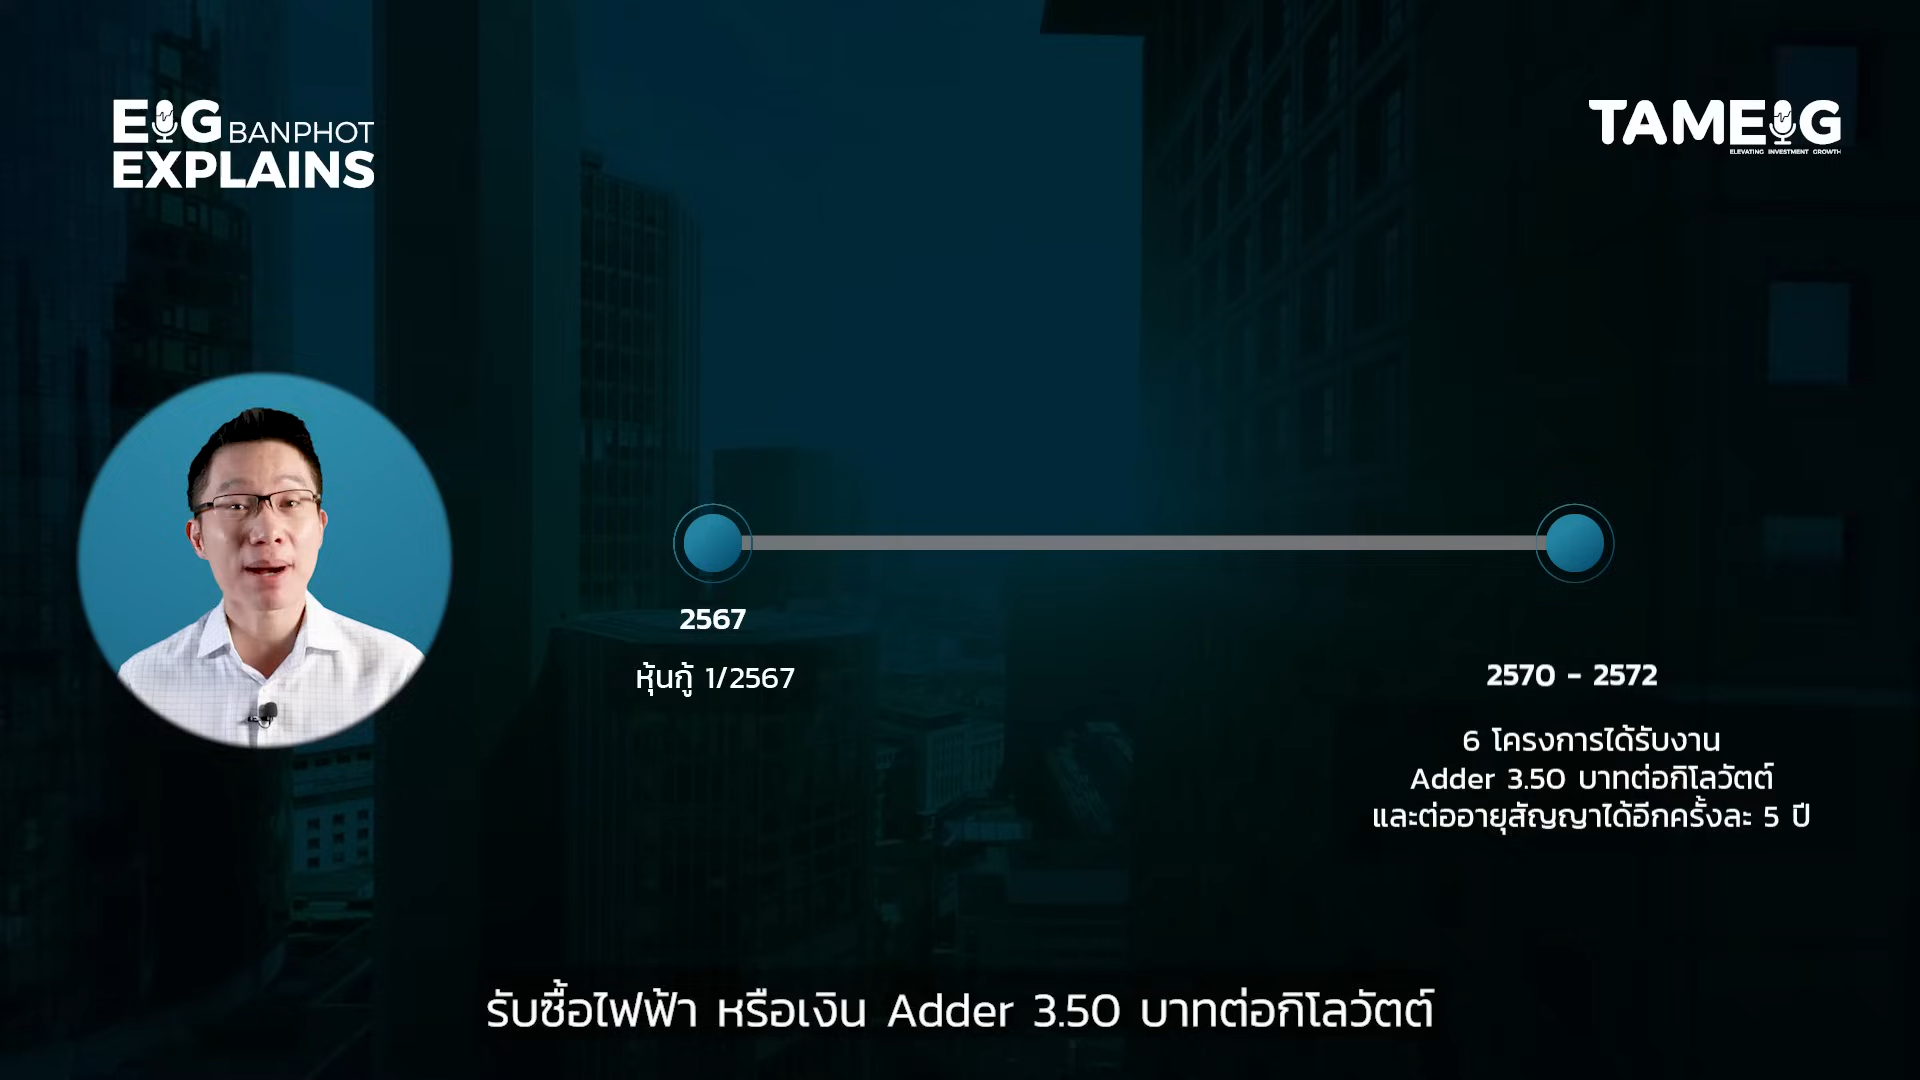 EIG BANPHOT
EXPLAINS
TAMEIG
ELEVATING INVESTMENT GROWTH
2567
หุ้นกู้ 1/2567
2570 - 2572
6 โครงการได้รับงาน
Adder 3.50 บาทต่อกิโลวัตต์
และต่ออายุสัญญาได้อีกครั้งละ 5 ปี
รับซื้อไฟฟ้า หรือเงิน Adder 3.50 บาทต่อกิโลวัตต์